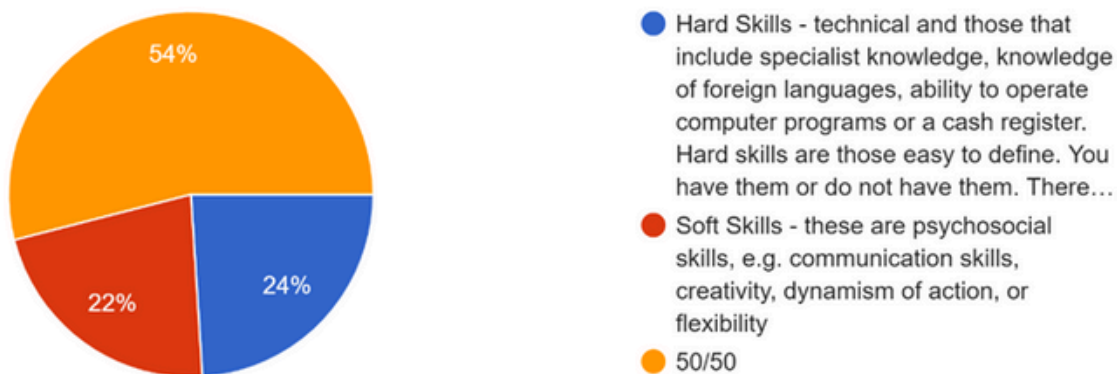 54%
22%
24%
Hard Skills - technical and those that
include specialist knowledge, knowledge
of foreign languages, ability to operate
computer programs or a cash register.
Hard skills are those easy to define. You
have them or do not have them. There…
Soft Skills - these are psychosocial
skills, e.g. communication skills,
creativity, dynamism of action, or
flexibility
50/50